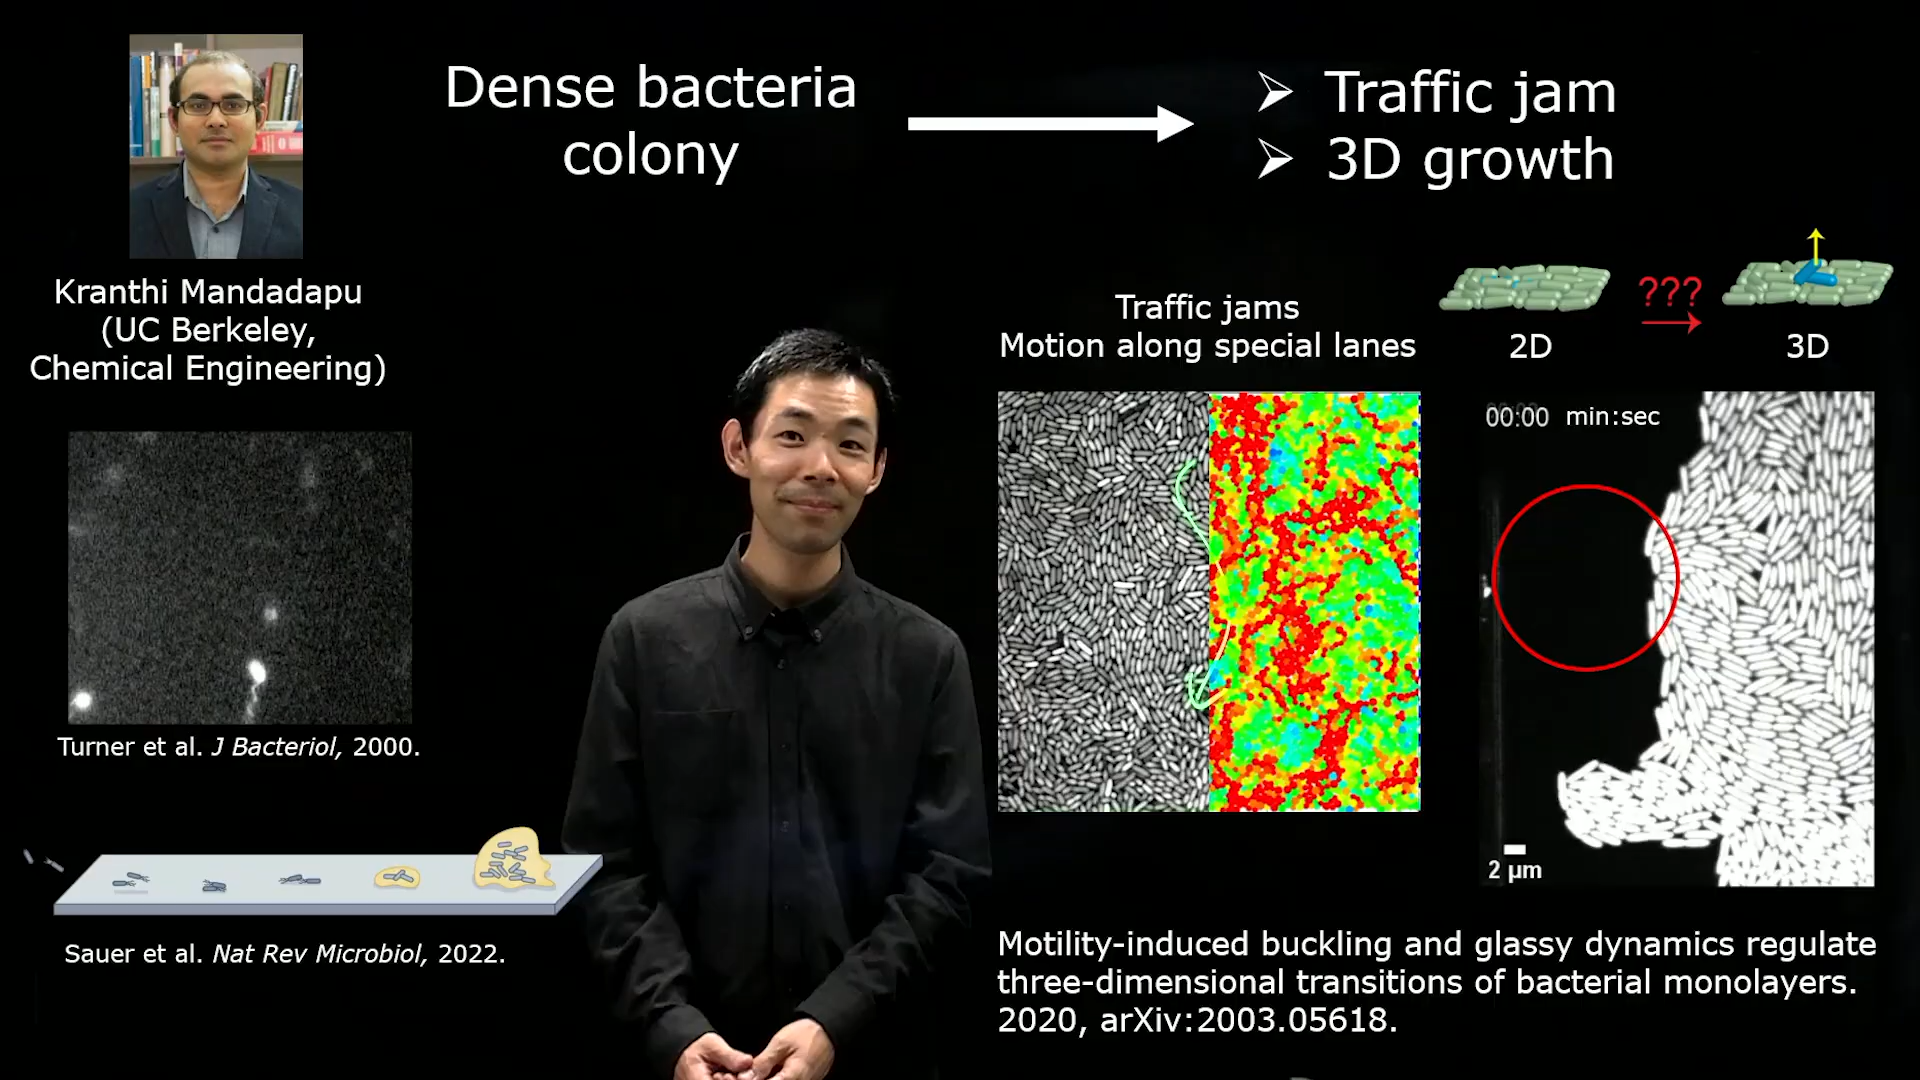 Dense bacteria
colony
➢ Traffic jam
➢ 3D growth
Kranthi Mandadapu
(UC Berkeley,
Chemical Engineering)
Turner et al. J Bacteriol, 2000.
Sauer et al. Nat Rev Microbiol, 2022.
Traffic jams
Motion along special lanes
???
2D
3D
00:00 min:sec
2 µm
Motility-induced buckling and glassy dynamics regulate
three-dimensional transitions of bacterial monolayers.
2020, arXiv:2003.05618.